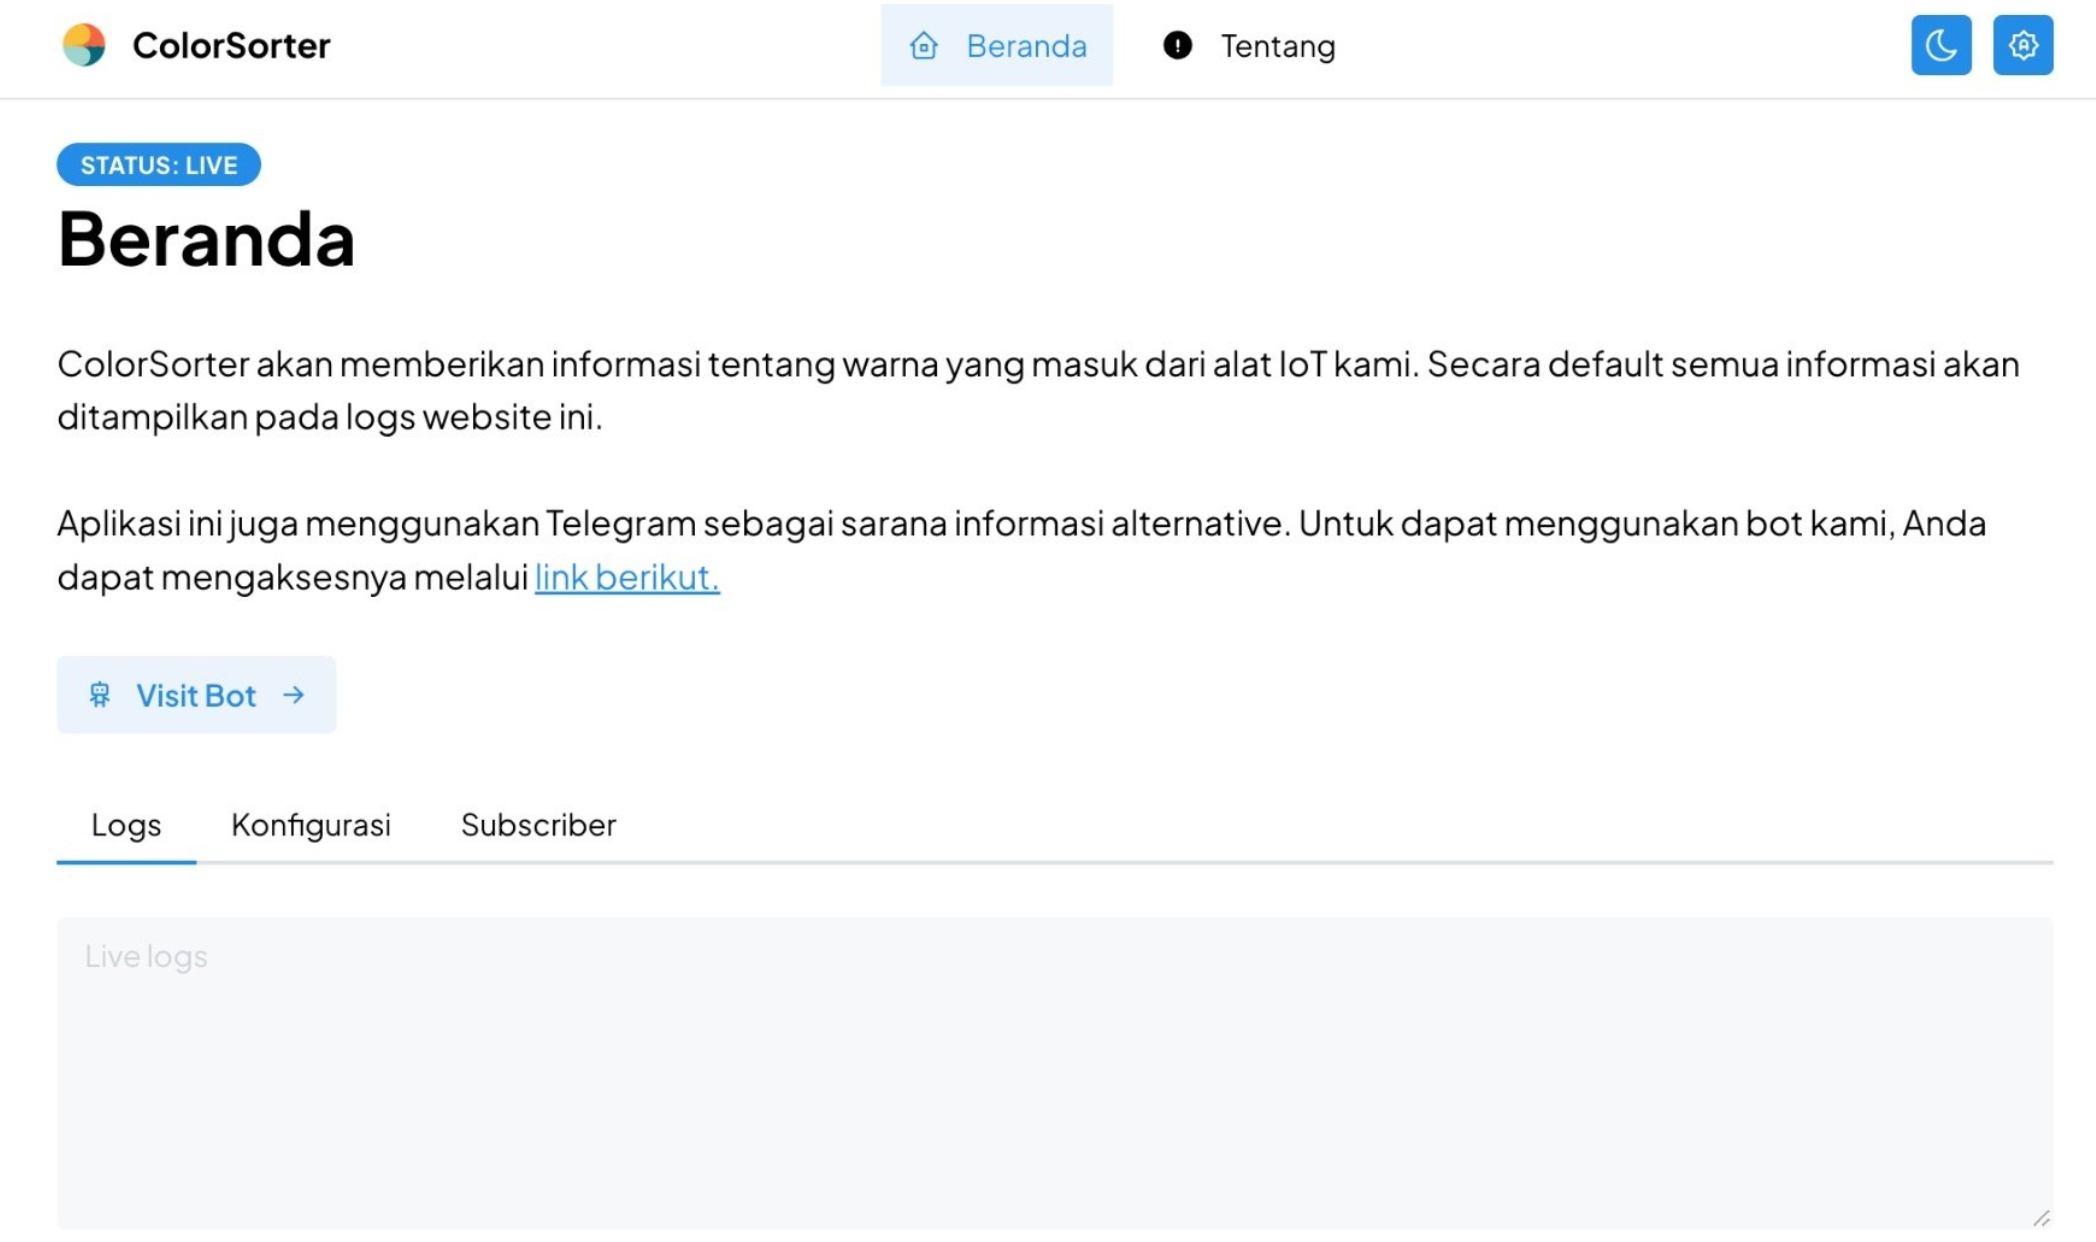 ColorSorter
Beranda
Tentang
STATUS: LIVE
Beranda
ColorSorter akan memberikan informasi tentang warna yang masuk dari alat IoT kami. Secara default semua informasi akan
ditampilkan pada logs website ini.
Aplikasi ini juga menggunakan Telegram sebagai sarana informasi alternative. Untuk dapat menggunakan bot kami, Anda
dapat mengaksesnya melalui link berikut.
Visit Bot →
Logs
Konfigurasi
Subscriber
Live logs